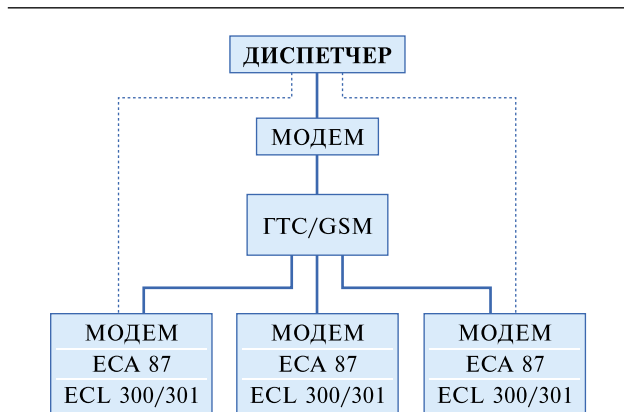 ДИСПЕТЧЕР
МОДЕМ
ГТС/GSM
МОДЕМ
ECA 87
ECL 300/301
МОДЕМ
ECA 87
ECL 300/301
МОДЕМ
ECA 87
ECL 300/301